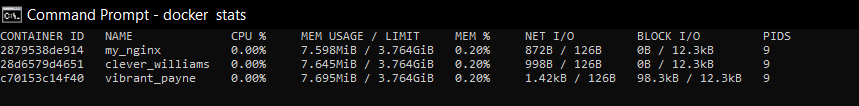 Command Prompt - docker  stats
CONTAINER ID   NAME              CPU %     MEM USAGE / LIMIT     MEM %     NET I/O          BLOCK I/O         PIDS
2879538de914   my_nginx          0.00%     7.598MiB / 3.764GiB   0.20%     872B / 126B      0B / 12.3kB       9
28d6579d4651   clever_williams   0.00%     7.645MiB / 3.764GiB   0.20%     998B / 126B      0B / 12.3kB       9
c70153c14f40   vibrant_payne     0.00%     7.695MiB / 3.764GiB   0.20%     1.42kB / 126B    98.3kB / 12.3kB   9